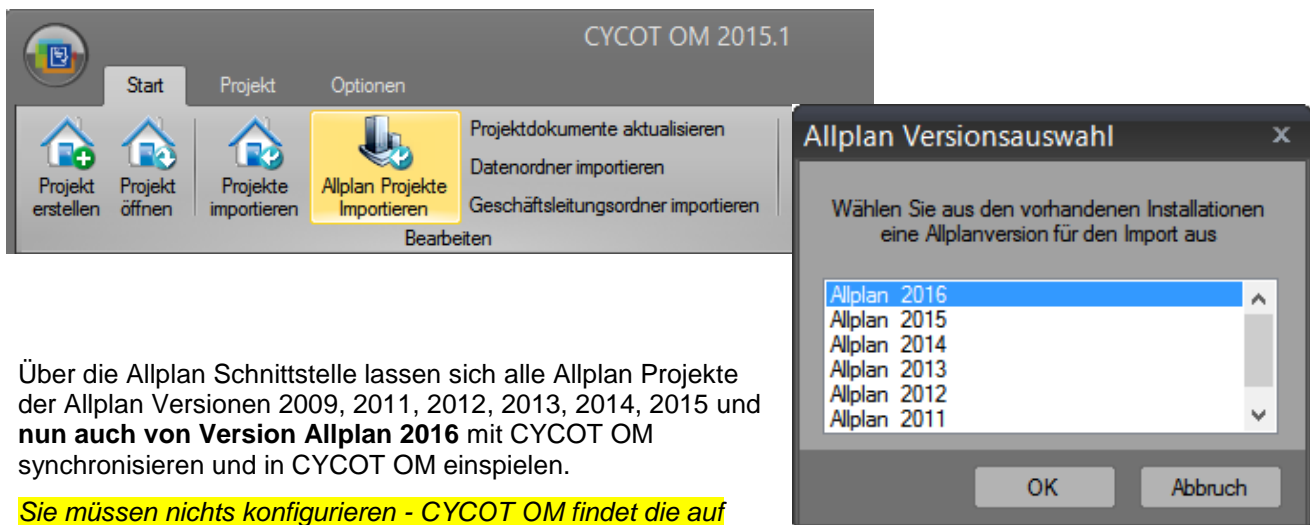 CYCOT OM 2015.1
Start Projekt Optionen
Projekt erstellen
Projekt öffnen
Projekte importieren
Allplan Projekte Importieren
Projektdokumente aktualisieren
Datenordner importieren
Geschäftsleitungsordner importieren
Bearbeiten
Allplan Versionsauswahl x
Wählen Sie aus den vorhandenen Installationen
eine Allplanversion für den Import aus
Allplan 2016
Allplan 2015
Allplan 2014
Allplan 2013
Allplan 2012
Allplan 2011
OK Abbruch
Über die Allplan Schnittstelle lassen sich alle Allplan Projekte
der Allplan Versionen 2009, 2011, 2012, 2013, 2014, 2015 und
nun auch von Version Allplan 2016 mit CYCOT OM
synchronisieren und in CYCOT OM einspielen.
Sie müssen nichts konfigurieren - CYCOT OM findet die auf